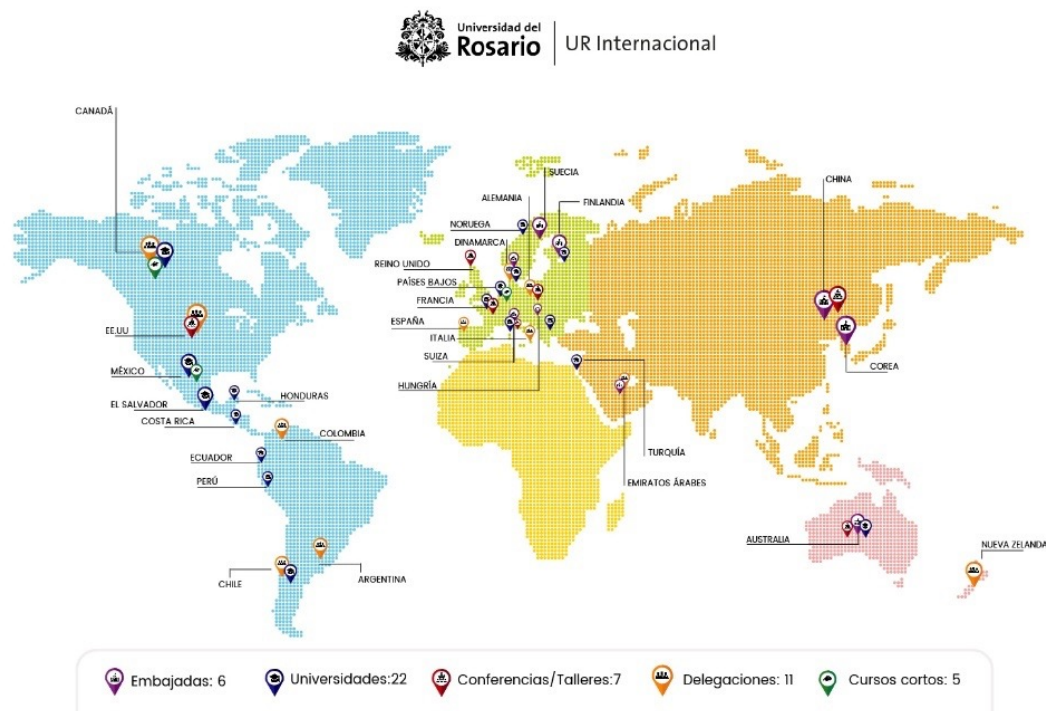 Universidad del
Rosario
UR Internacional
CANADÁ
SUECIA
ALEMANIA
CHINA
FINLANDIA
NORUEGA
DINAMARCA
REINO UNIDO
PAÍSES BAJOS
FRANCIA
ESPAÑA
EE.UU
ITALIA
SUIZA
COREA
MÉXICO
HUNGRÍA
HONDURAS
EL SALVADOR
COSTA RICA
COLOMBIA
TURQUÍA
ECUADOR
PERÚ
EMIRATOS ÁRABES
AUSTRALIA
NUEVA ZELANDA
CHILE
ARGENTINA
Embajadas: 6
Universidades:22
Conferencias/Talleres:7
Delegaciones: 11
Cursos cortos: 5